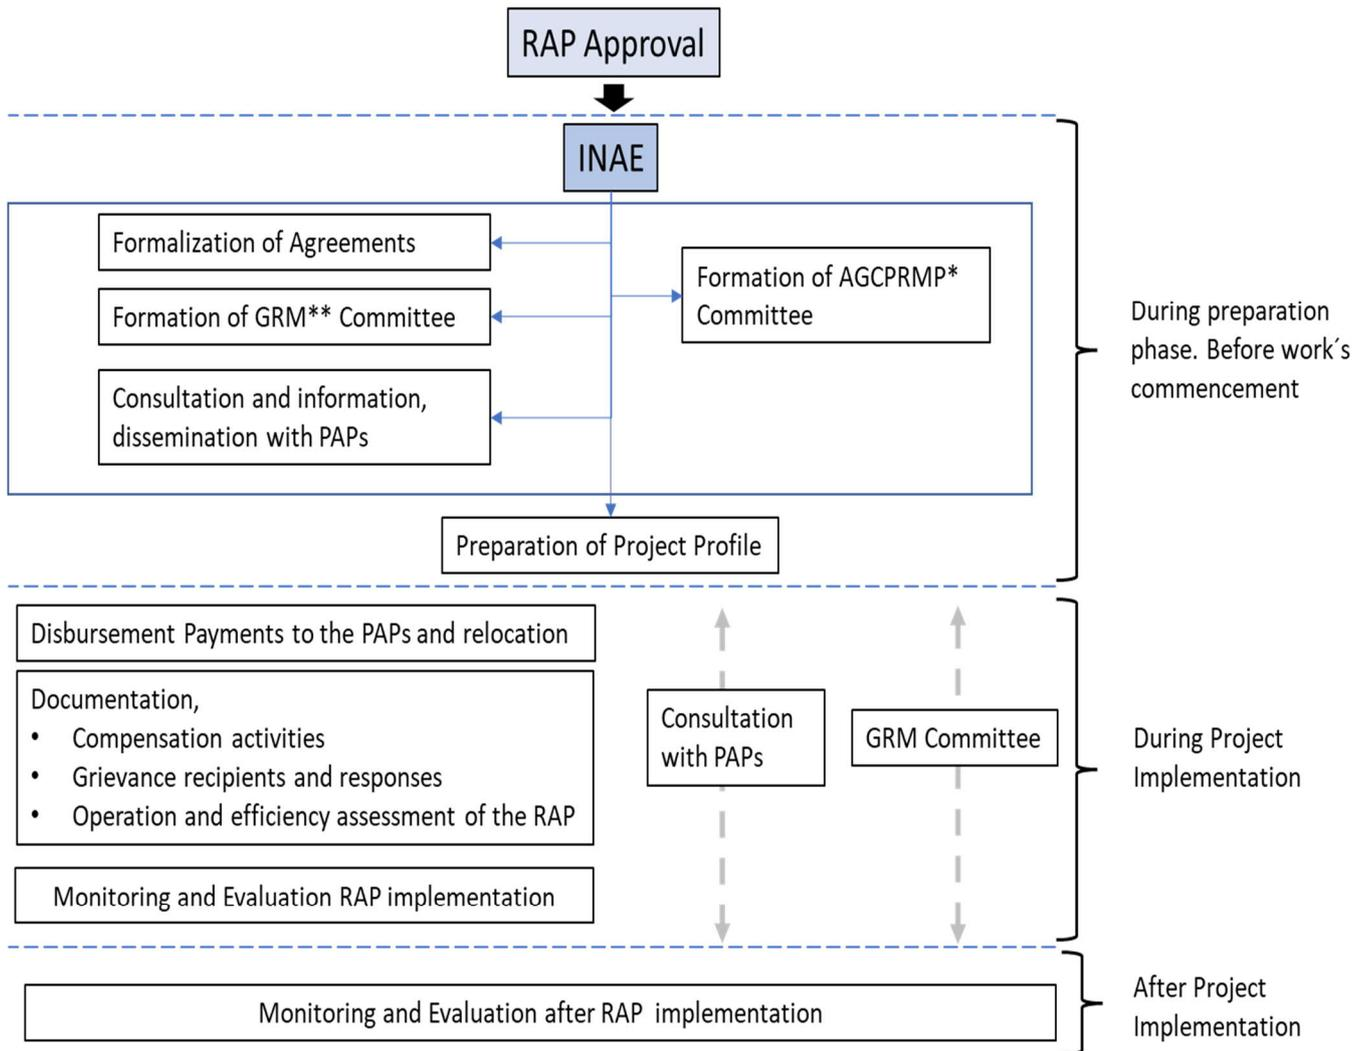 RAP Approval
INAE
Formalization of Agreements
Formation of AGCPRMP*
Committee
Formation of GRM** Committee
Consultation and information,
dissemination with PAPs
Preparation of Project Profile
During preparation
phase. Before work´s
commencement
Disbursement Payments to the PAPs and relocation
Documentation,
• Compensation activities
• Grievance recipients and responses
• Operation and efficiency assessment of the RAP
Monitoring and Evaluation RAP implementation
Consultation
with PAPs
GRM Committee
During Project
Implementation
Monitoring and Evaluation after RAP implementation
After Project
Implementation